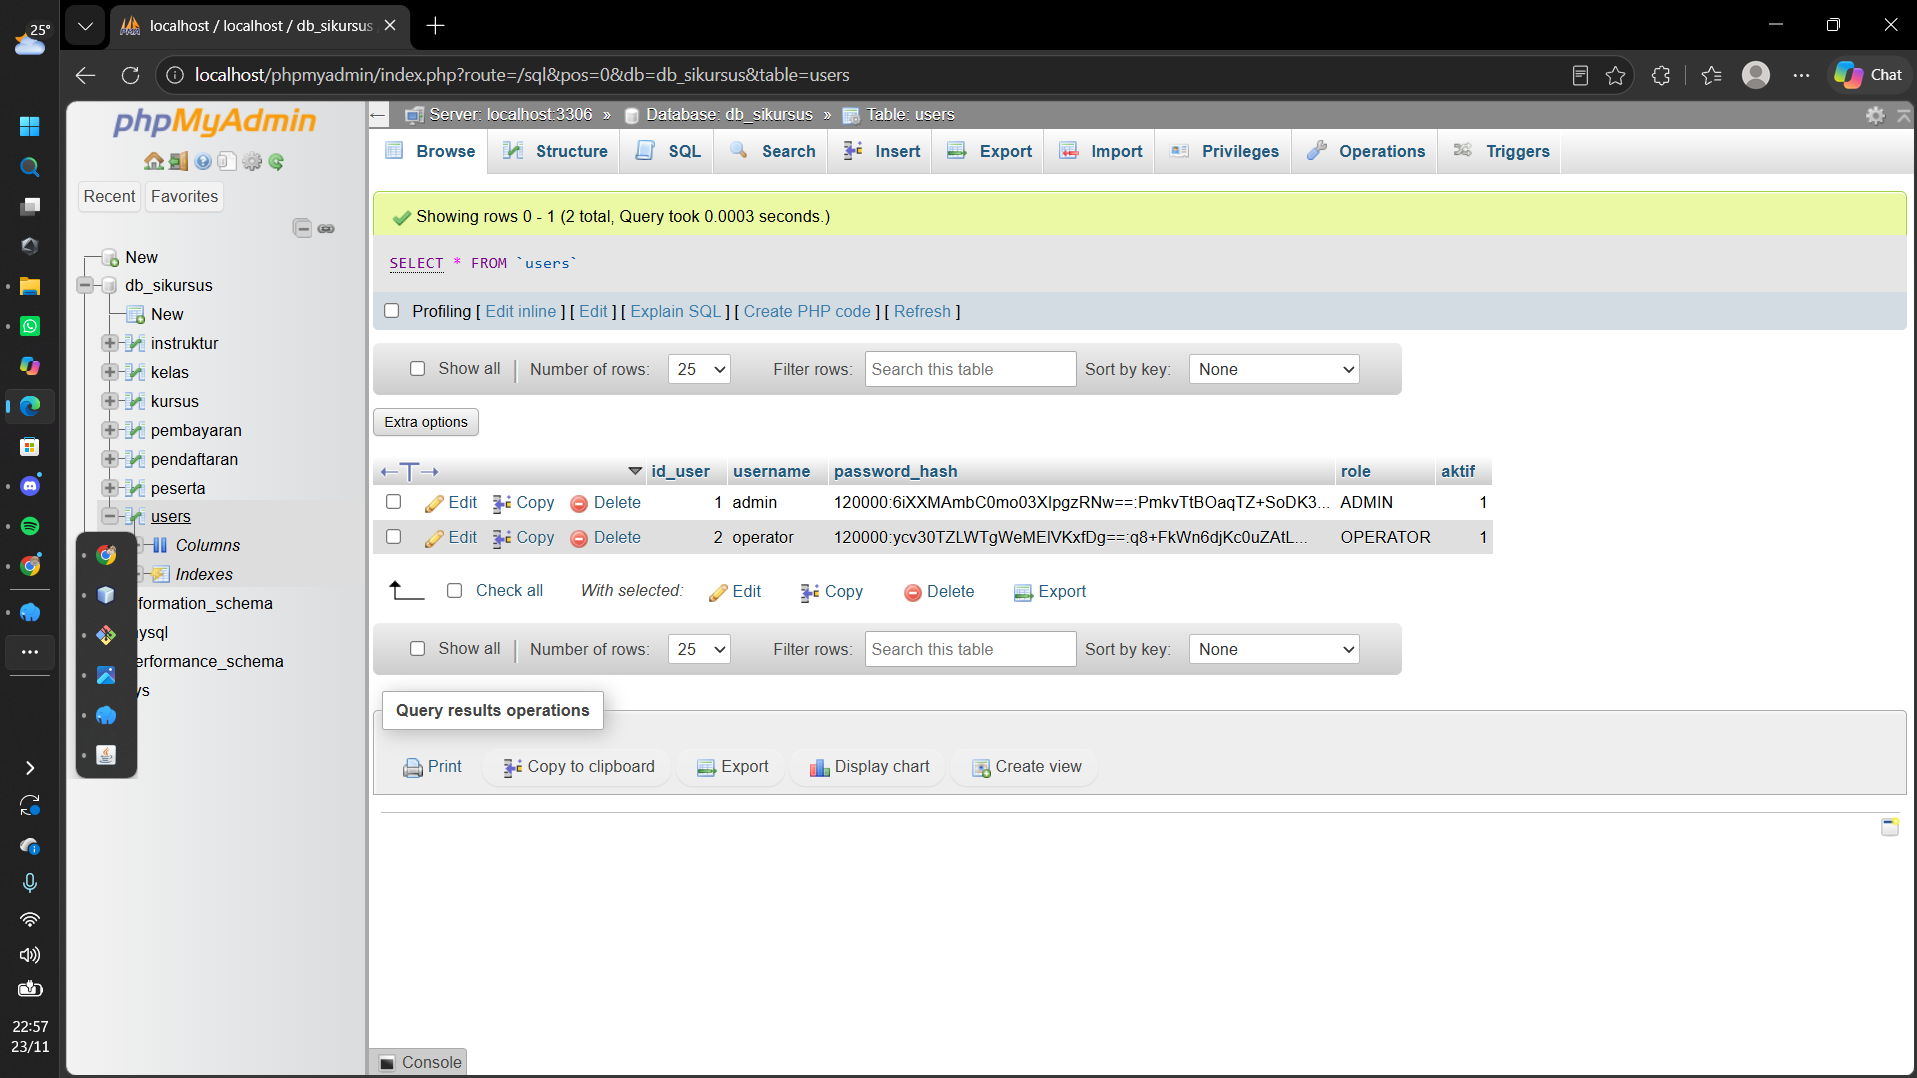 25°
localhost / localhost / db_sikursus
localhost/phpmyadmin/index.php?route=/sql&pos=0&db=db_sikursus&table=users
Chat
phpMyAdmin
Server: localhost:3306 » Database: db_sikursus » Table: users
Browse Structure SQL Search Insert Export Import Privileges Operations Triggers
Recent Favorites
New
db_sikursus
New
instruktur
kelas
kursus
pembayaran
pendaftaran
peserta
users
Columns
Indexes
formation_schema
ysql
erformance_schema
ys
Showing rows 0 - 1 (2 total, Query took 0.0003 seconds.)
SELECT * FROM `users`
Profiling [ Edit inline ] [ Edit ] [ Explain SQL ] [ Create PHP code ] [ Refresh ]
Show all | Number of rows: 25 Filter rows: Search this table Sort by key: None
Extra options
←T→ id_user username password_hash role aktif
Edit Copy Delete 1 admin 120000:6iXXMAmbC0mo03XIpgzRNw==:PmkvTtBOaqTZ+SoDK3... ADMIN 1
Edit Copy Delete 2 operator 120000:ycv30TZLWTgWeMEIVKxfDg==:q8+FkWn6djKc0uZAtL... OPERATOR 1
Check all With selected: Edit Copy Delete Export
Show all | Number of rows: 25 Filter rows: Search this table Sort by key: None
Query results operations
Print Copy to clipboard Export Display chart Create view
Console
22:57
23/11